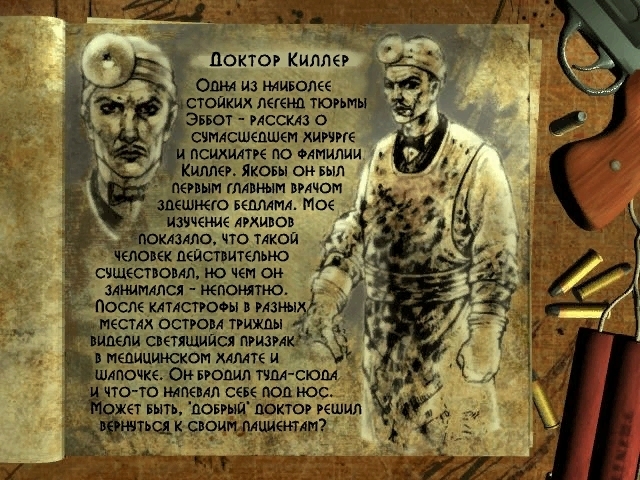 Доктор Киллер
Одна из наиболее
стойких легенд тюрьмы
Эббот - рассказ о
сумасшедшем хирурге
и психиатре по фамилии
Киллер. Якобы он был
первым главным врачом
здешнего бедлама. Мое
изучение архивов
показало, что такой
человек действительно
существовал, но чем он
занимался - непонятно.
После катастрофы в разных
местах острова трижды
видели светящийся призрак
в медицинском халате и
шапочке. Он бродил туда-сюда
и что-то напевал себе под нос.
Может быть, "добрый" доктор решил
вернуться к своим пациентам?